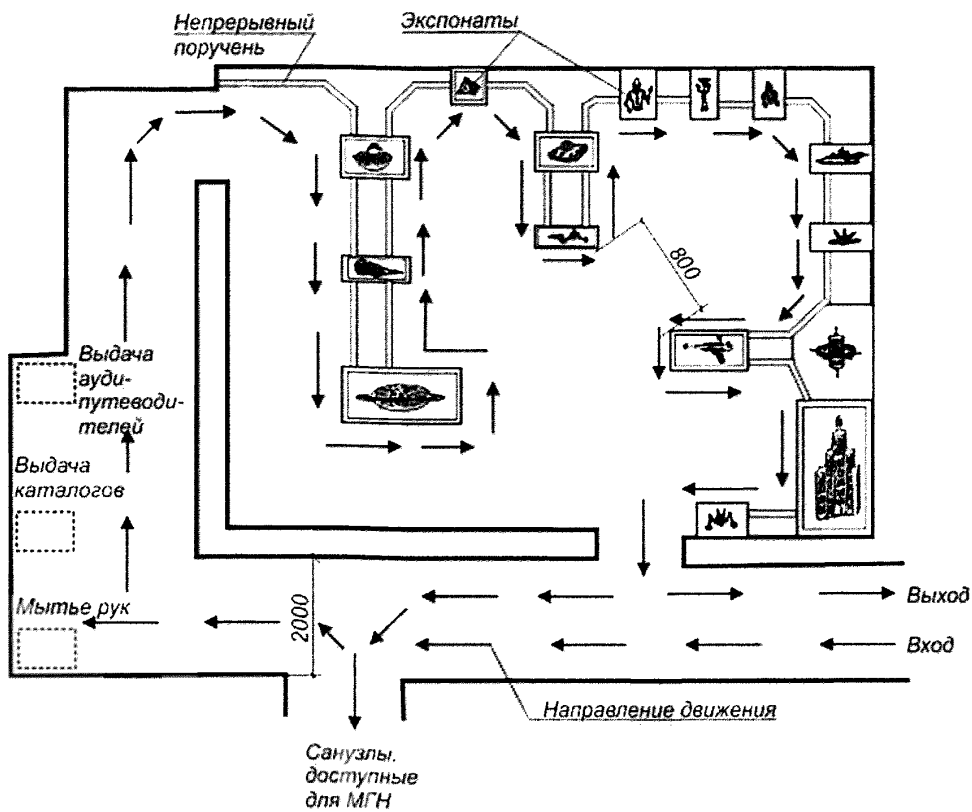 Непрерывный
поручень
Экспонаты
800
Выдача
ауди-
путеводи-
телей
Выдача
каталогов
Мытье рук
2000
Выход
Вход
Направление движения
Санузлы,
доступные
для МГН